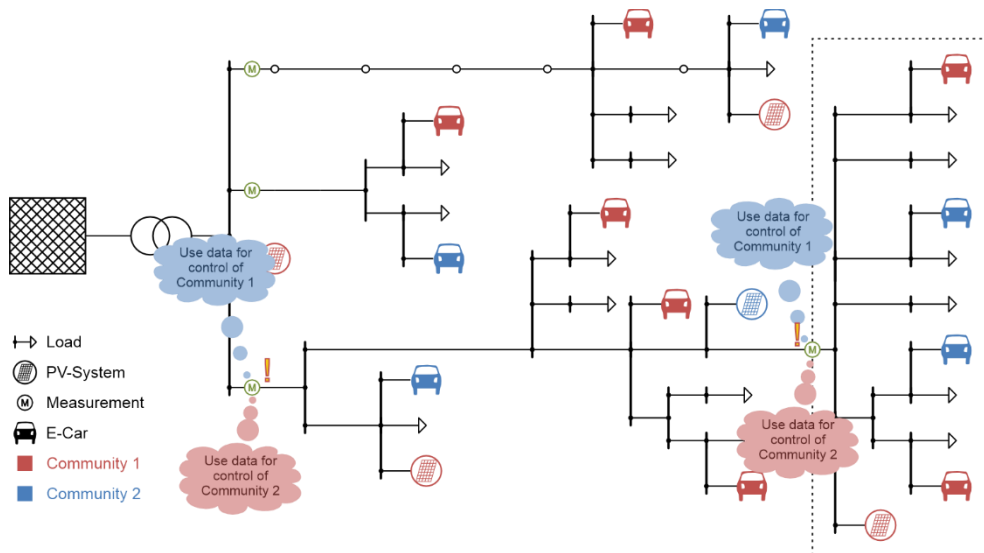 M
M
Use data for
control of
Community 1
Use data for
control of
Community 1
! M
! M
Use data for
control of
Community 2
Use data for
control of
Community 2
Load
PV-System
M Measurement
E-Car
Community 1
Community 2